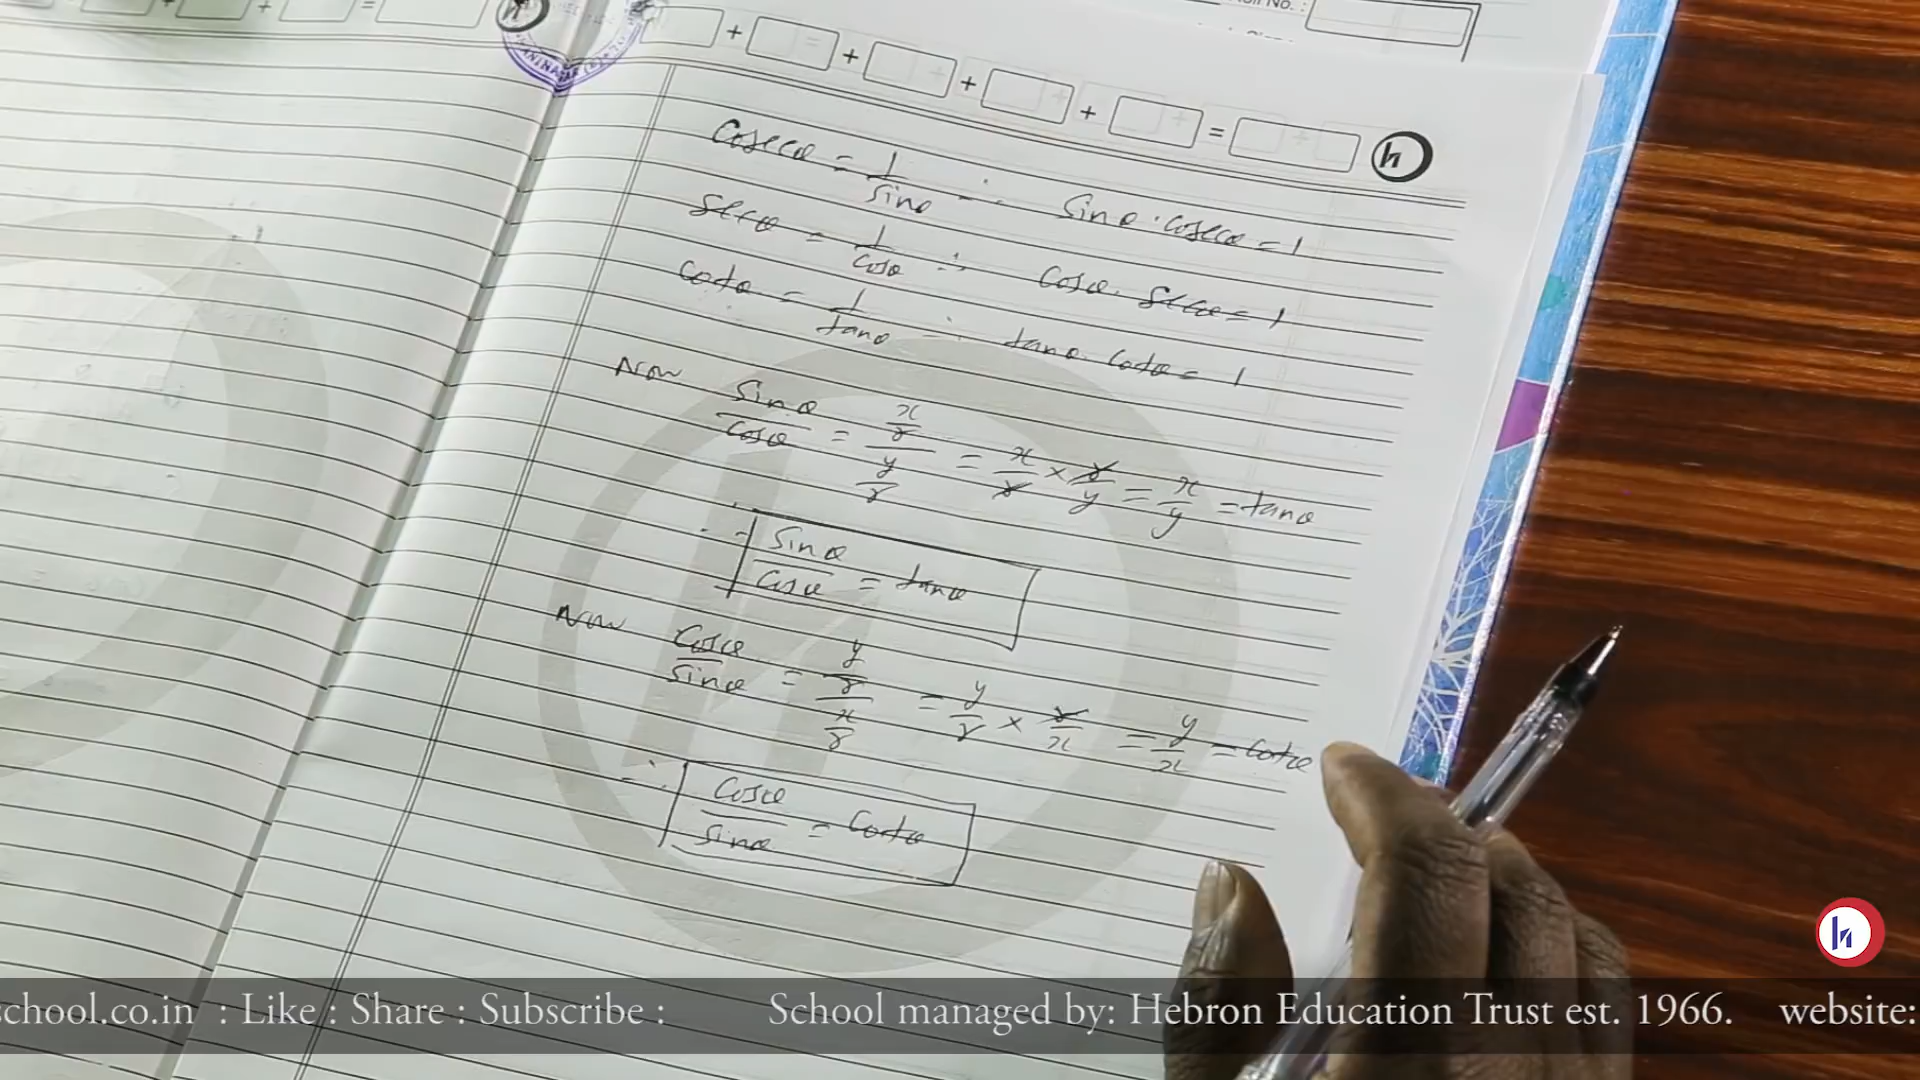 + + + + + =
Cosecθ = 1/Sinθ ∴ Sinθ · Cosecθ = 1
Secθ = 1/Cosθ ∴ Cosθ · Secθ = 1
Cotθ = 1/tanθ ∴ tanθ · Cotθ = 1
Now Sinθ/Cosθ = (x/r)/(y/r) = x/r × r/y = x/y = tanθ
∴ Sinθ/Cosθ = tanθ
Now Cosθ/Sinθ = (y/r)/(x/r) = y/r × r/x = y/x = Cotθ
∴ Cosθ/Sinθ = Cotθ
school.co.in : Like : Share : Subscribe : School managed by: Hebron Education Trust est. 1966. website: